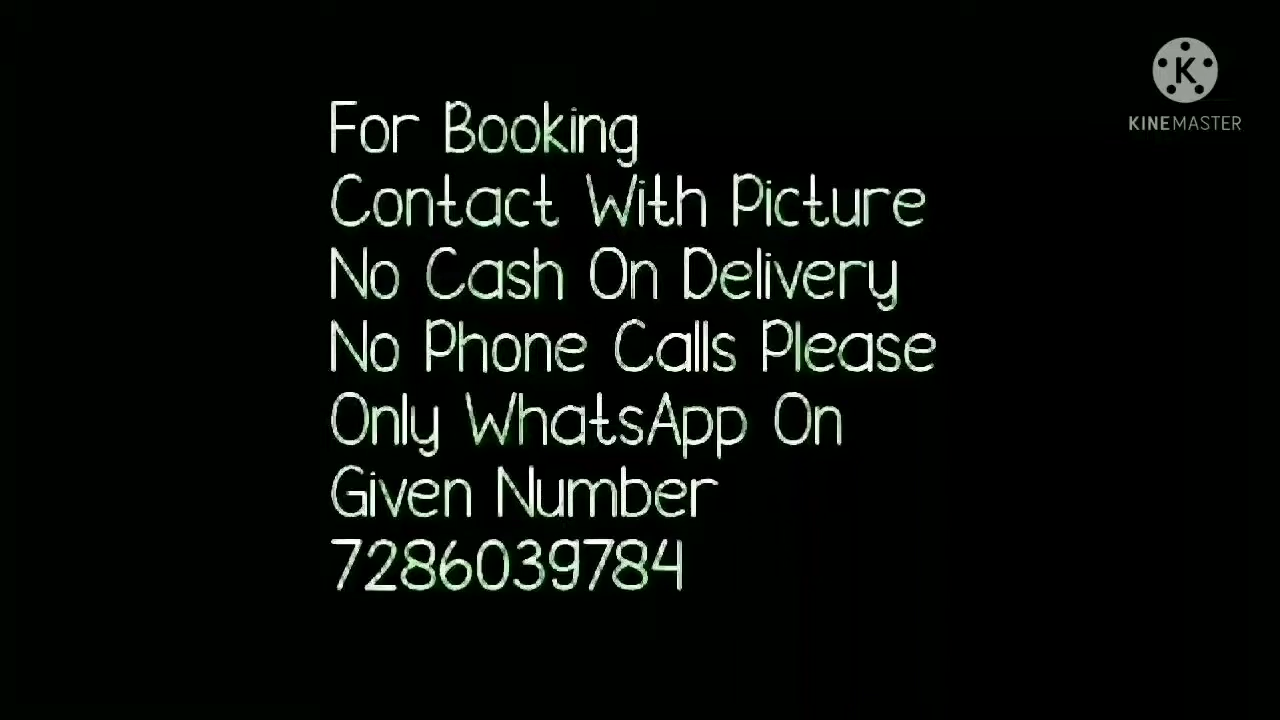 For Booking
Contact With Picture
No Cash On Delivery
No Phone Calls Please
Only WhatsApp On
Given Number
7286039784
K
KINEMASTER